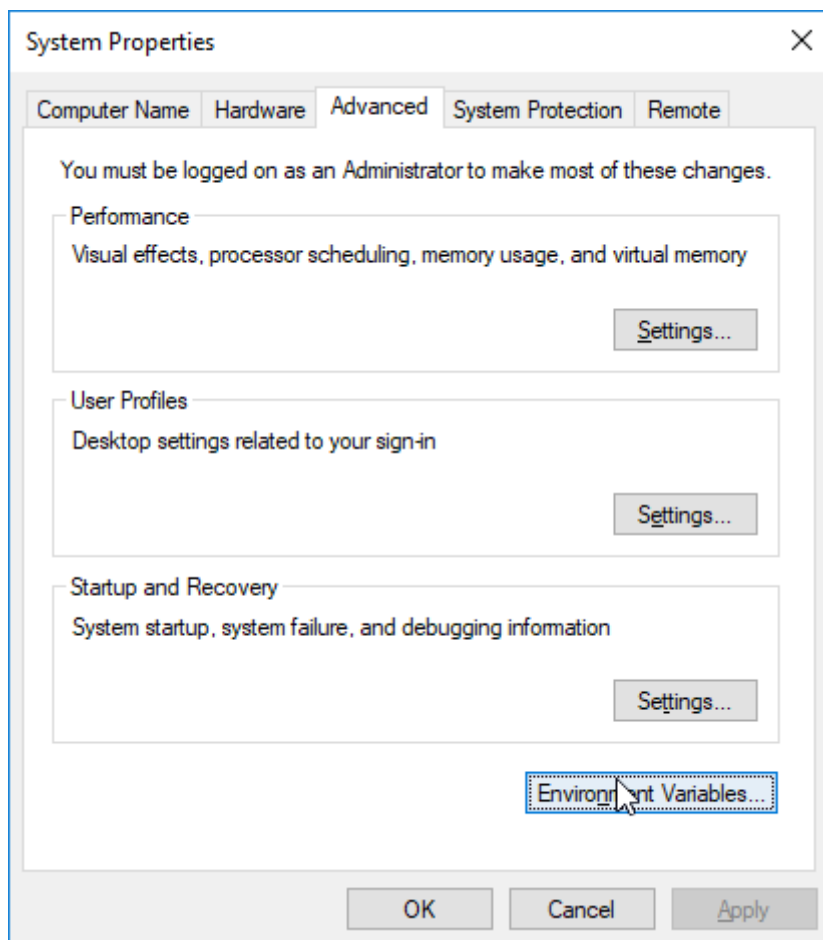 System Properties
Computer Name Hardware Advanced System Protection Remote
You must be logged on as an Administrator to make most of these changes.
Performance
Visual effects, processor scheduling, memory usage, and virtual memory
Settings...
User Profiles
Desktop settings related to your sign-in
Settings...
Startup and Recovery
System startup, system failure, and debugging information
Settings...
Environment Variables...
OK Cancel Apply